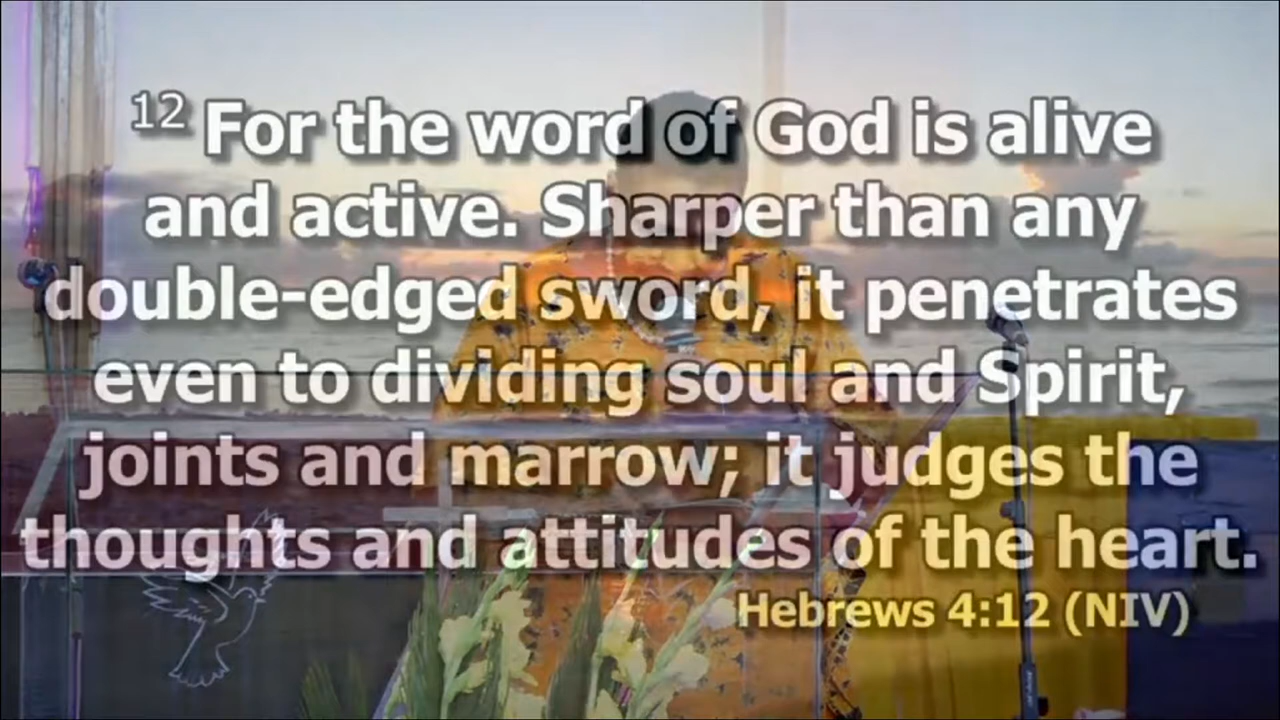 12 For the word of God is alive
and active. Sharper than any
double-edged sword, it penetrates
even to dividing soul and Spirit,
joints and marrow; it judges the
thoughts and attitudes of the heart.
Hebrews 4:12 (NIV)